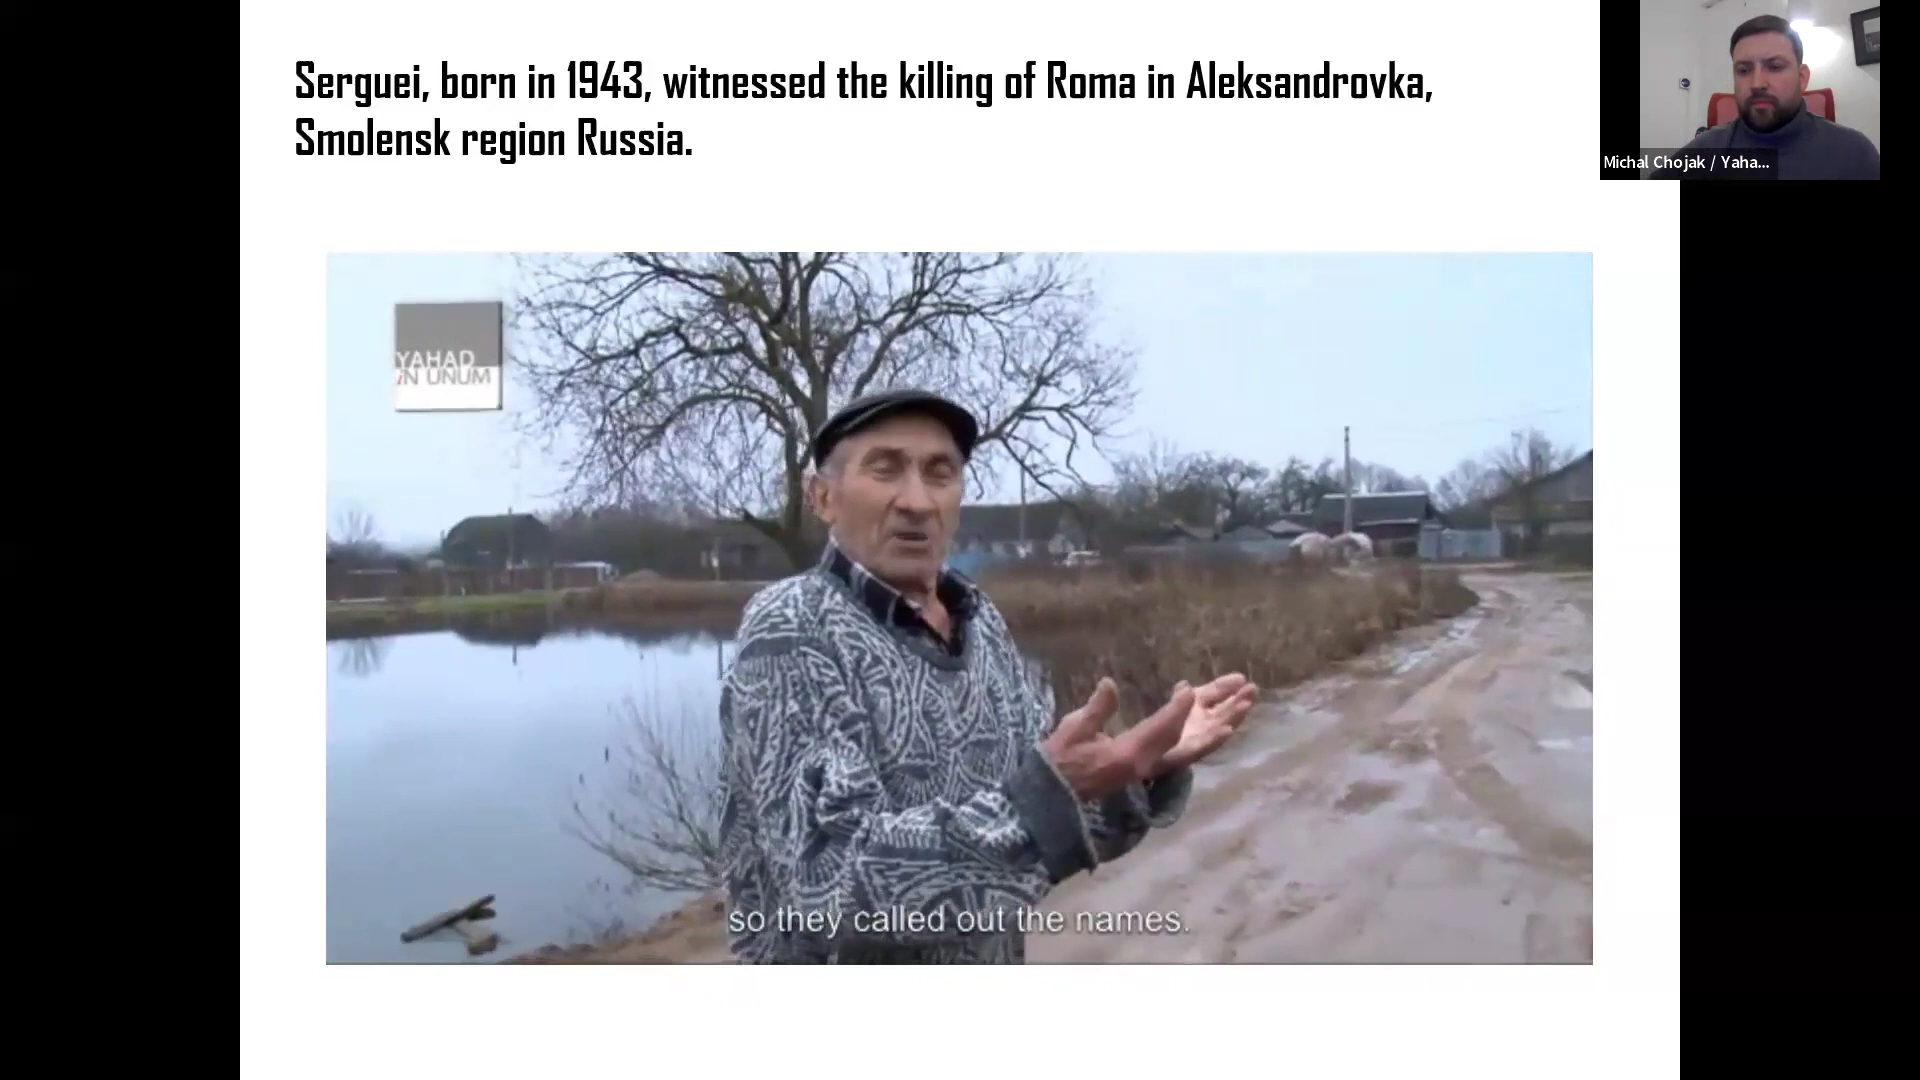 Serguei, born in 1943, witnessed the killing of Roma in Aleksandrovka,
Smolensk region Russia.
Michal Chojak / Yaha...
YAHAD
iN UNUM
so they called out the names.